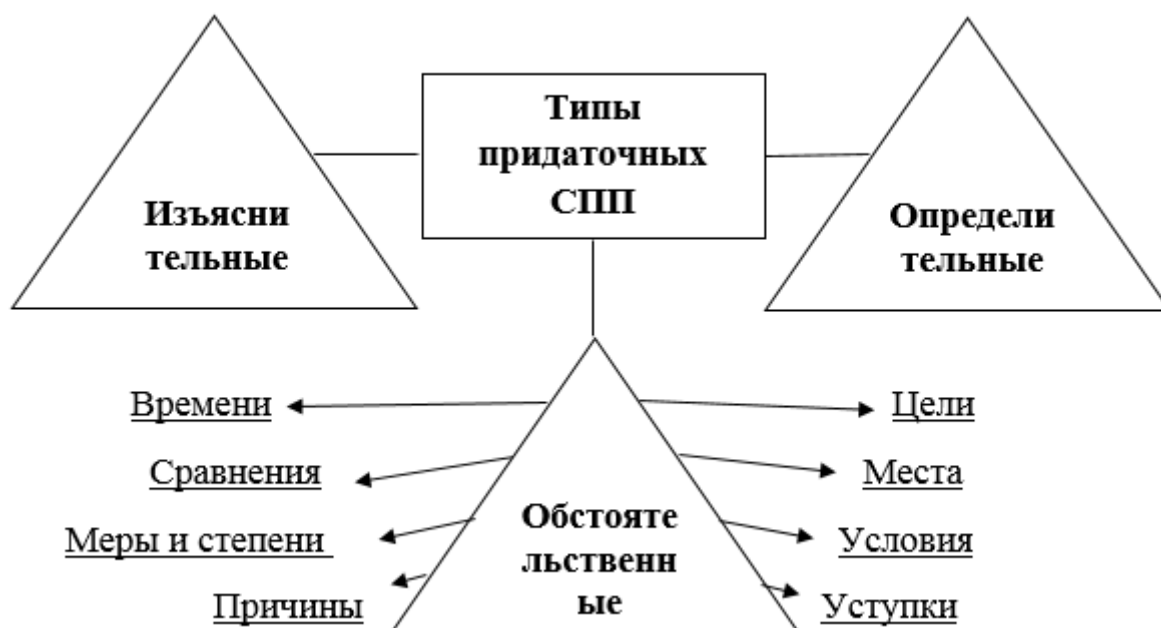 Типы
придаточных
СПП
Изъясни
тельные
Определи
тельные
Времени
Цели
Сравнения
Места
Меры и степени
Условия
Причины
Уступки
Обстояте
льственн
ые